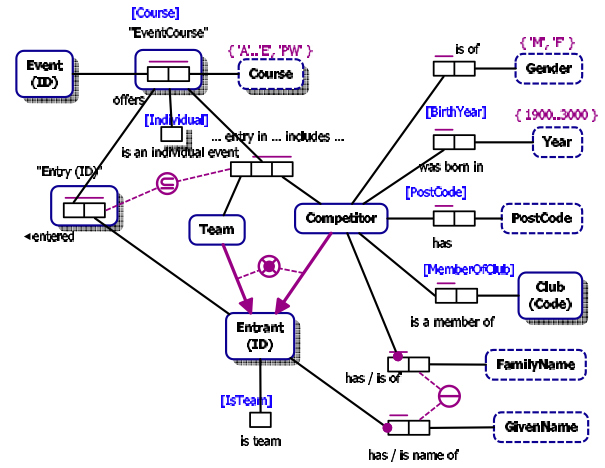 [Course]
"EventCourse"
Event
(ID)
{ 'A'..'E', 'PW' }
Course
offers
[Individual]
is an individual event
... entry in ... includes ...
"Entry (ID)"
◄entered
Team
Competitor
is of
{ 'M', 'F' }
Gender
[BirthYear]
{ 1900..3000 }
Year
was born in
[PostCode]
PostCode
has
[MemberOfClub]
Club
(Code)
is a member of
Entrant
(ID)
[IsTeam]
is team
has / is of
FamilyName
GivenName
has / is name of